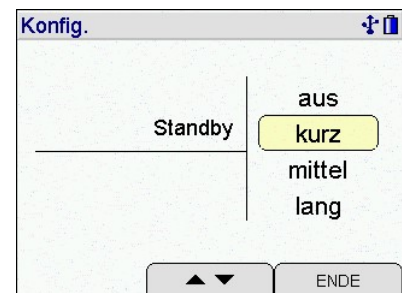 Konfig.
aus
Standby
kurz
mittel
lang
ENDE